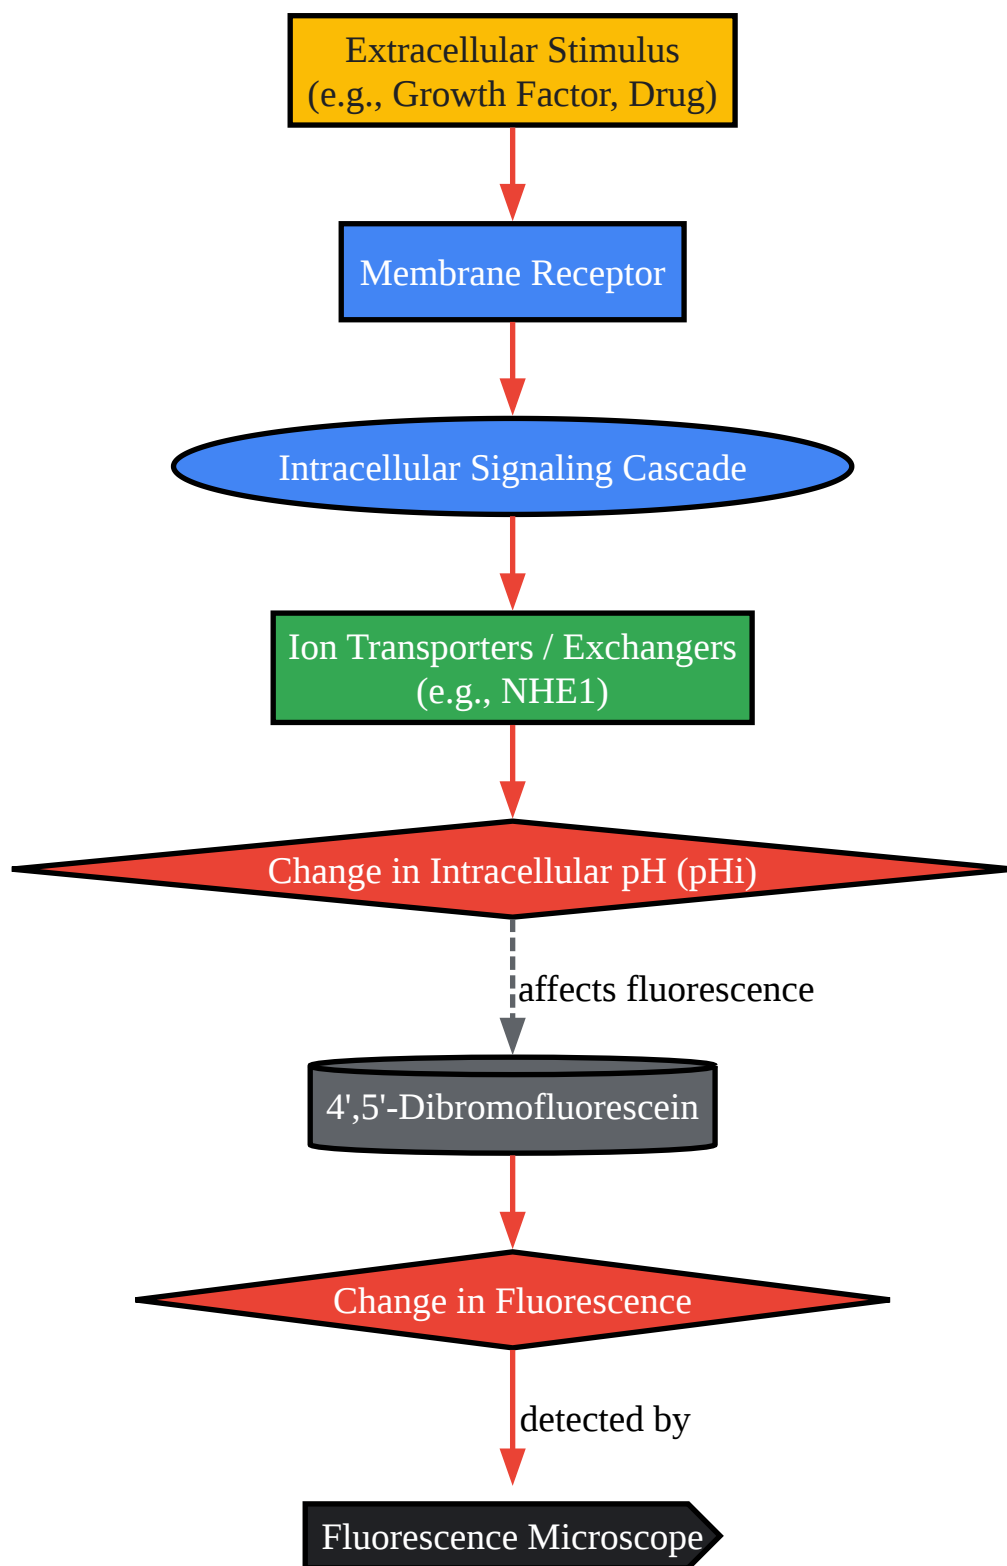 Extracellular Stimulus
(e.g., Growth Factor, Drug)
Membrane Receptor
Intracellular Signaling Cascade
Ion Transporters / Exchangers
(e.g., NHE1)
Change in Intracellular pH (pHi)
affects fluorescence
4',5'-Dibromofluorescein
Change in Fluorescence
detected by
Fluorescence Microscope